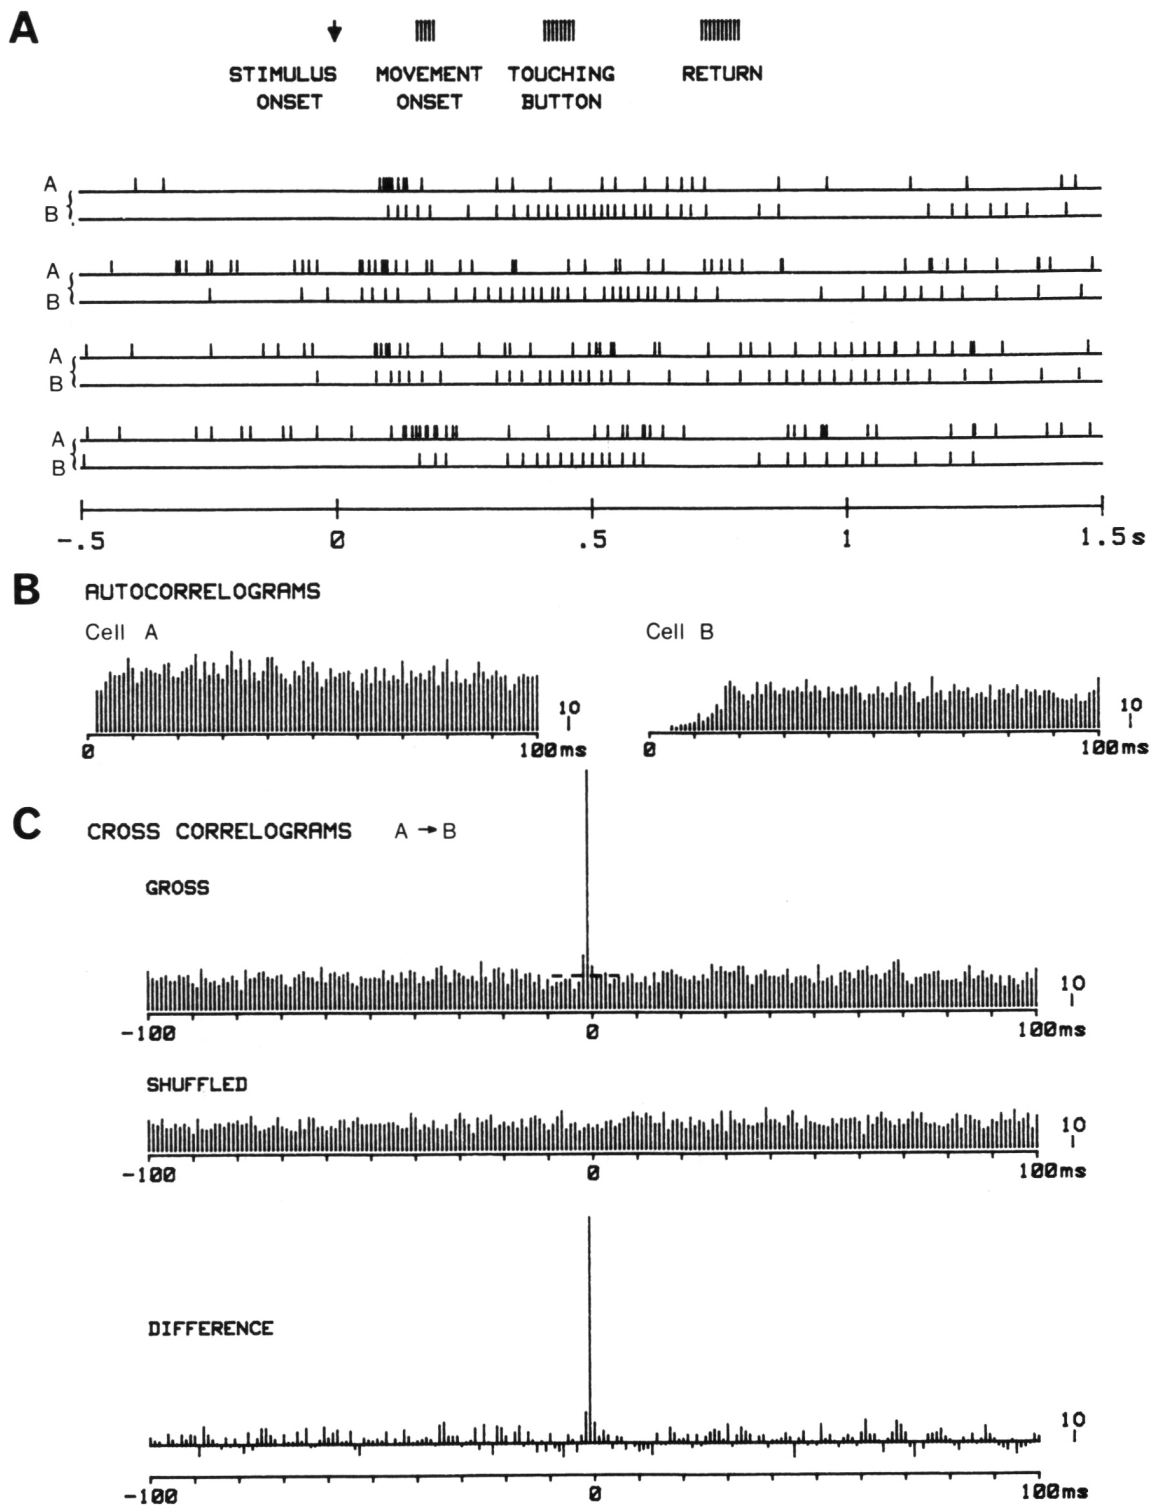 A
STIMULUS ONSET
MOVEMENT ONSET
TOUCHING BUTTON
RETURN
A
B
A
B
A
B
A
B
-.5 0 .5 1 1.5 s
B AUTOCORRELOGRAMS
Cell A
Cell B
10
10
0 100ms
0 100ms
C CROSS CORRELOGRAMS A → B
GROSS
10
-100 0 100ms
SHUFFLED
10
-100 0 100ms
DIFFERENCE
10
-100 0 100ms